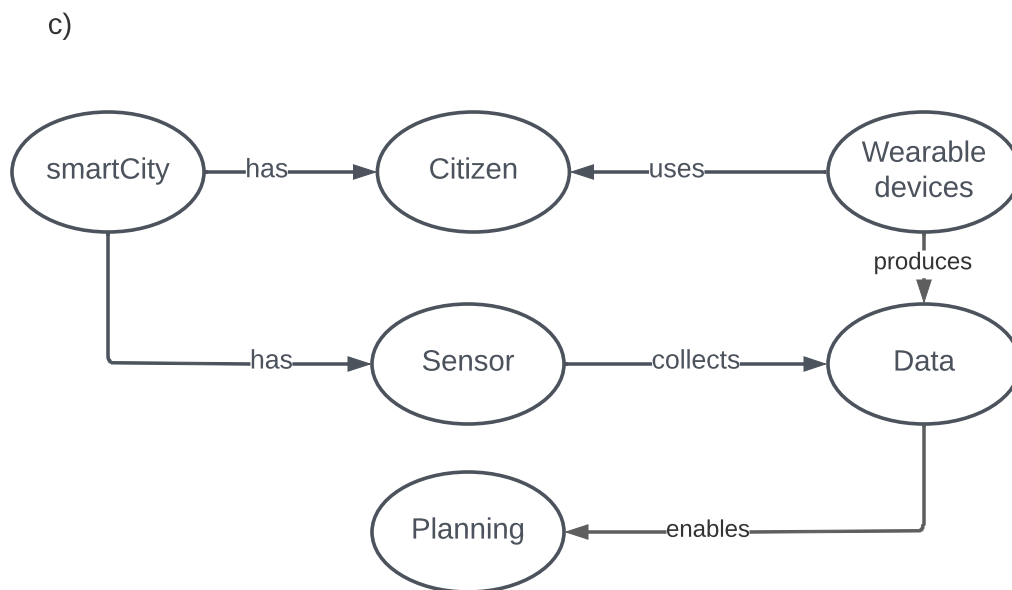 c)
smartCity
has
Citizen
uses
Wearable
devices
produces
has
Sensor
collects
Data
Planning
enables